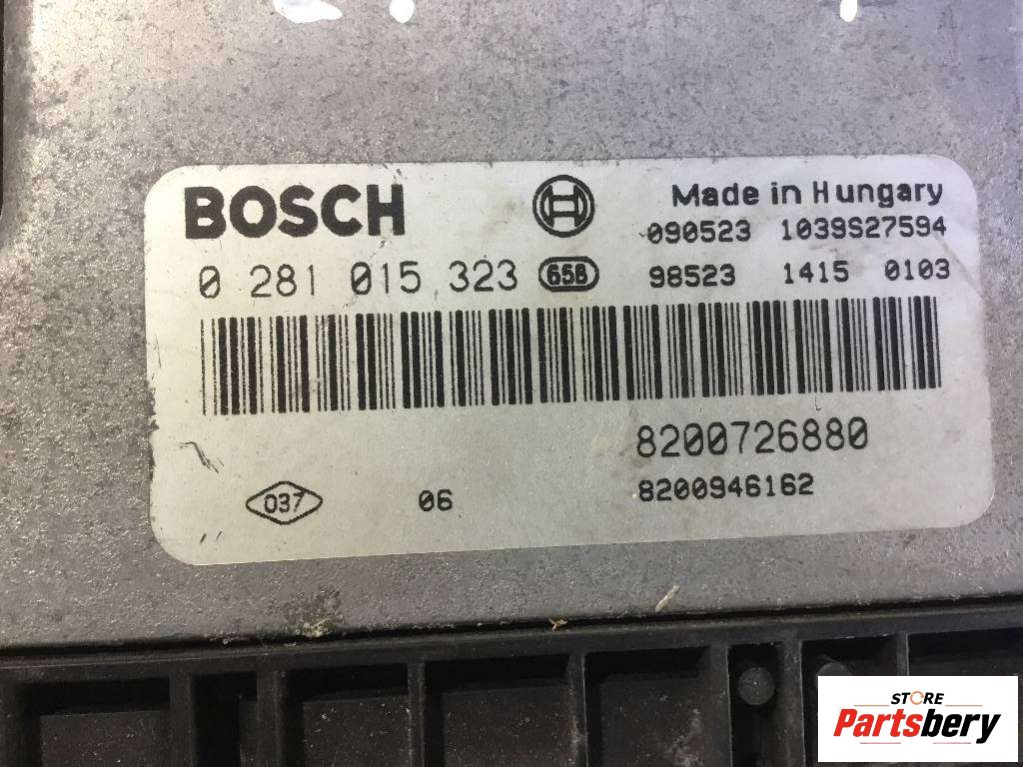 BOSCH
Made in Hungary
090523 1039S27594
0 281 015 323 658 98523 1415 0103
8200726880
037 06 8200946162
STORE
Partsbery